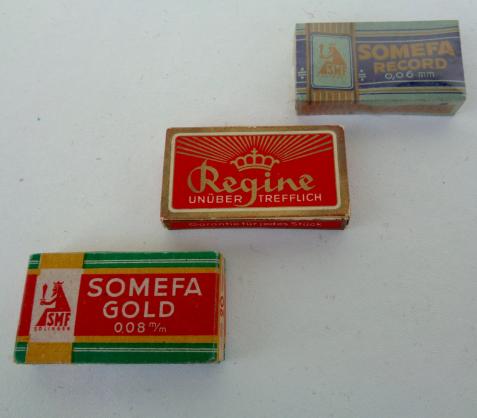 SOMEFA
RECORD
0,06 mm
SMF
Regine
UNÜBERTREFFLICH
Garantie für jedes Stück
SOMEFA
GOLD
0.08 m/m
SMF
SOLINGEN